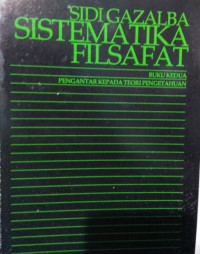 SIDI GAZALBA
SISTEMATIKA
FILSAFAT
BUKU KEDUA
PENGANTAR KEPADA TEORI PENGETAHUAN